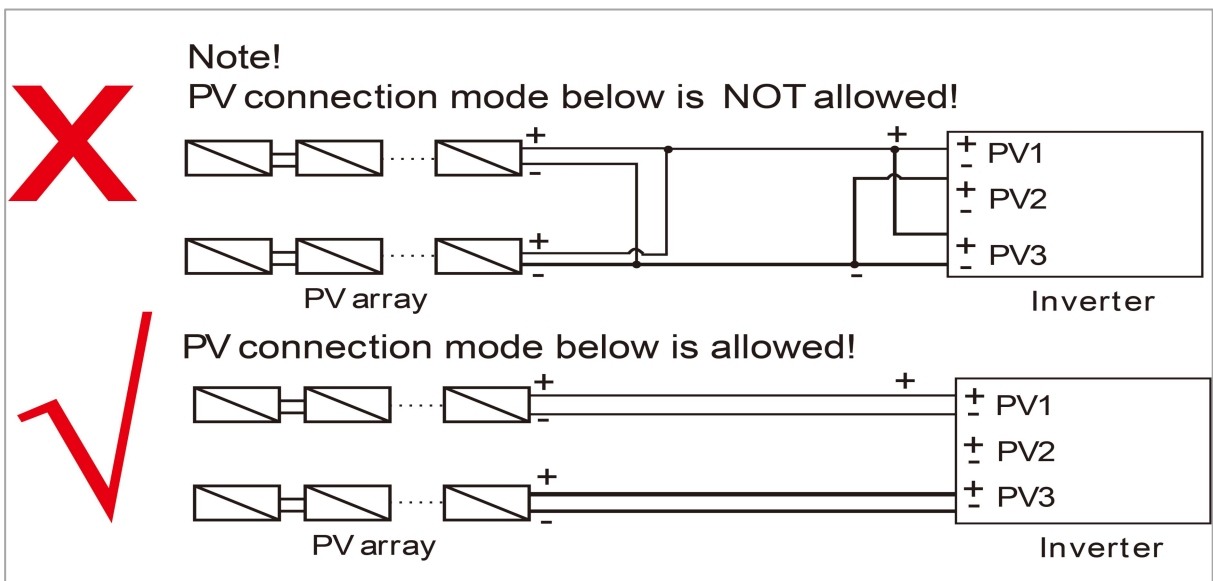 Note!
PV connection mode below is NOT allowed!
+ +
+ - PV1
-
+ - PV2
+
+ - PV3
- -
PV array
Inverter
PV connection mode below is allowed!
+ +
+ - PV1
-
+ - PV2
+
+ - PV3
-
PV array
Inverter